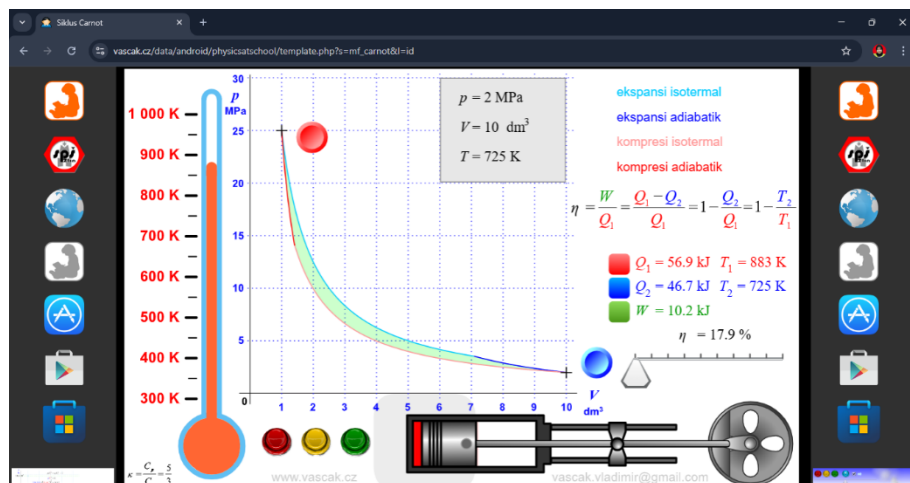 Siklus Carnot
vascak.cz/data/android/physicsatschool/template.php?s=mf_carnot&l=id
30
p
MPa
25
20
15
10
5
0
1 2 3 4 5 6 7 8 9 10
V
dm³
1 000 K
900 K
800 K
700 K
600 K
500 K
400 K
300 K
p = 2 MPa
V = 10 dm³
T = 725 K
ekspansi isotermal
ekspansi adiabatik
kompresi isotermal
kompresi adiabatik
η = W/Q₁ = (Q₁ − Q₂)/Q₁ = 1 − Q₂/Q₁ = 1 − T₂/T₁
Q₁ = 56.9 kJ T₁ = 883 K
Q₂ = 46.7 kJ T₂ = 725 K
W = 10.2 kJ
η = 17.9 %
www.vascak.cz
vascak.vladimir@gmail.com